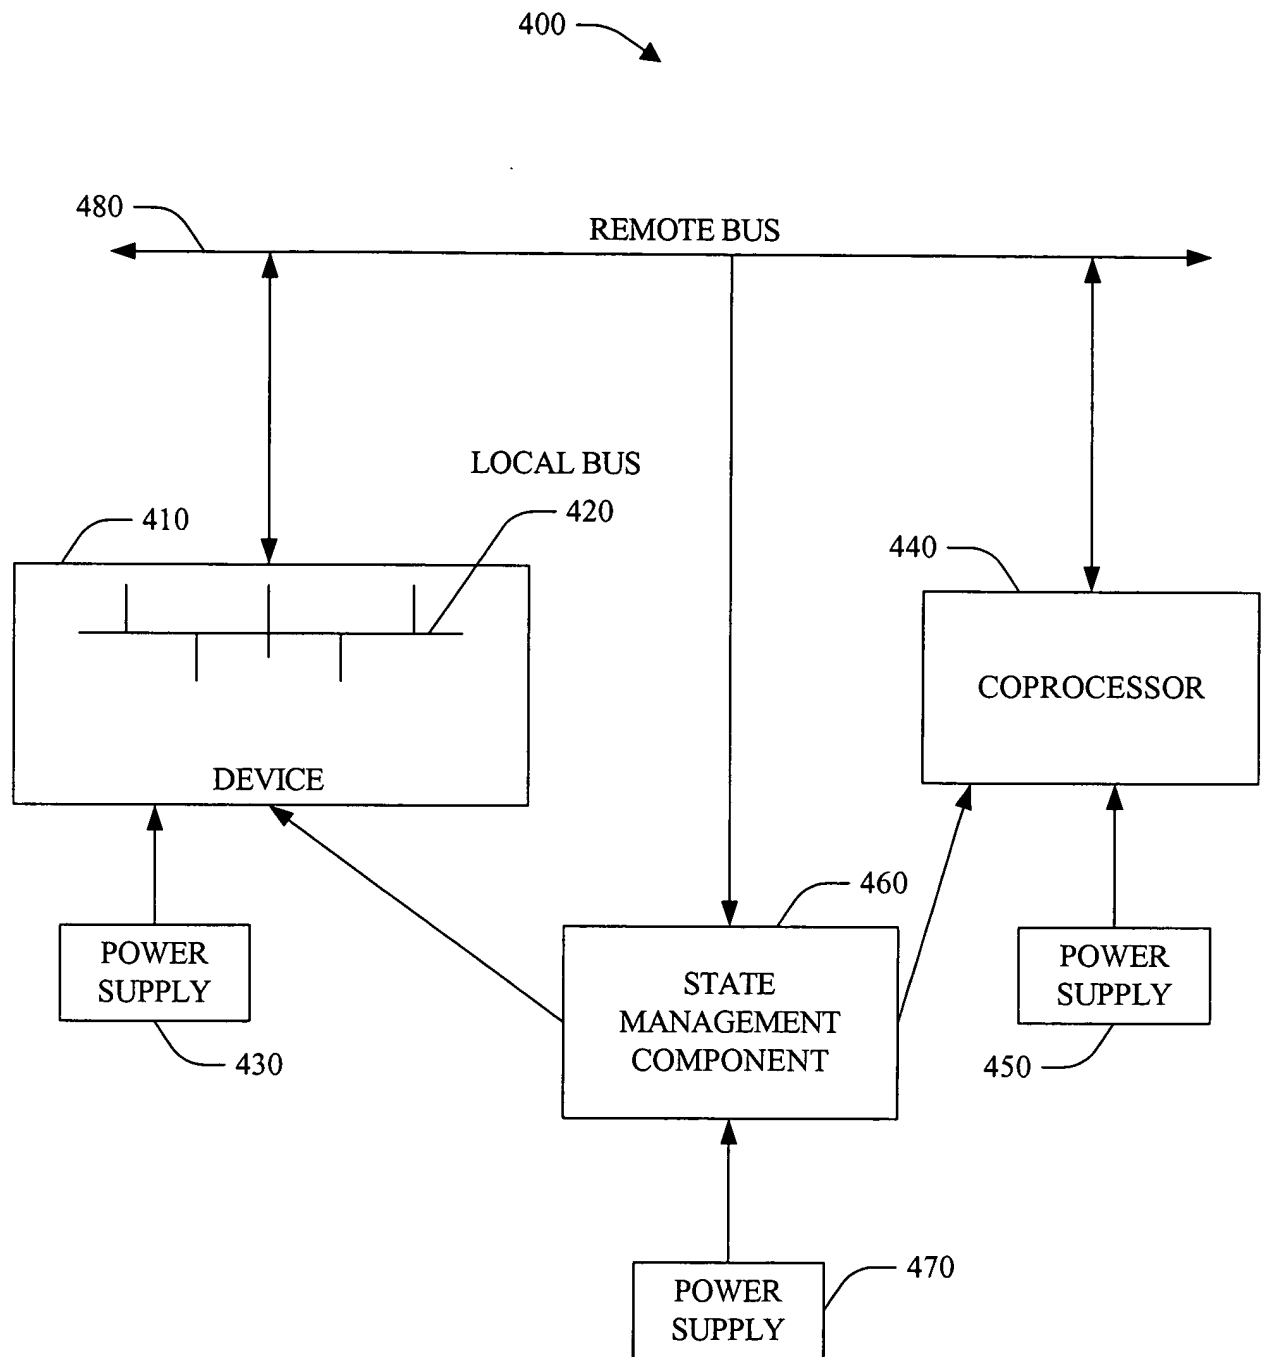 400
480
REMOTE BUS
LOCAL BUS
420
410
440
COPROCESSOR
DEVICE
460
POWER
SUPPLY
STATE
MANAGEMENT
COMPONENT
POWER
SUPPLY
430
450
470
POWER
SUPPLY